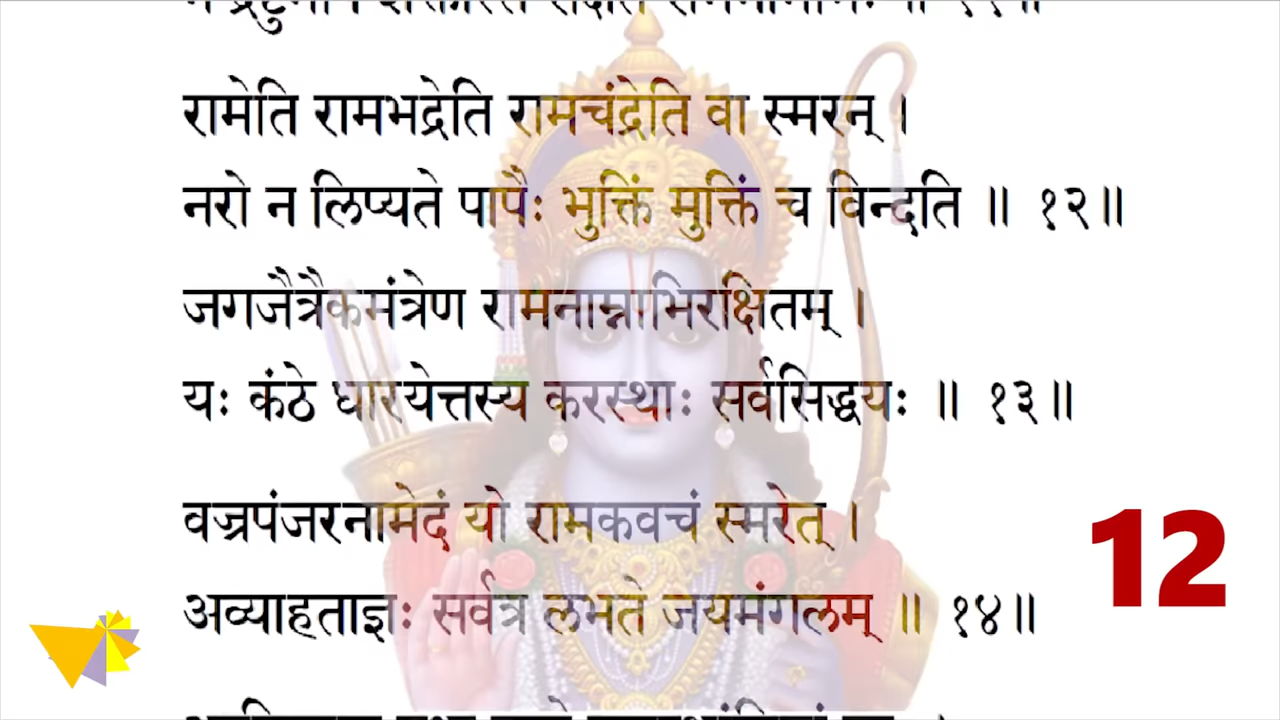 रामेति रामभद्रेति रामचंद्रेति वा स्मरन् ।
नरो न लिप्यते पापैः भुक्तिं मुक्तिं च विन्दति ॥ १२॥
जगजैत्रैकमंत्रेण रामनाम्नाभिरक्षितम् ।
यः कंठे धारयेत्तस्य करस्थाः सर्वसिद्धयः ॥ १३॥
वज्रपंजरनामेदं यो रामकवचं स्मरेत् ।
अव्याहताज्ञः सर्वत्र लभते जयमंगलम् ॥ १४॥
12